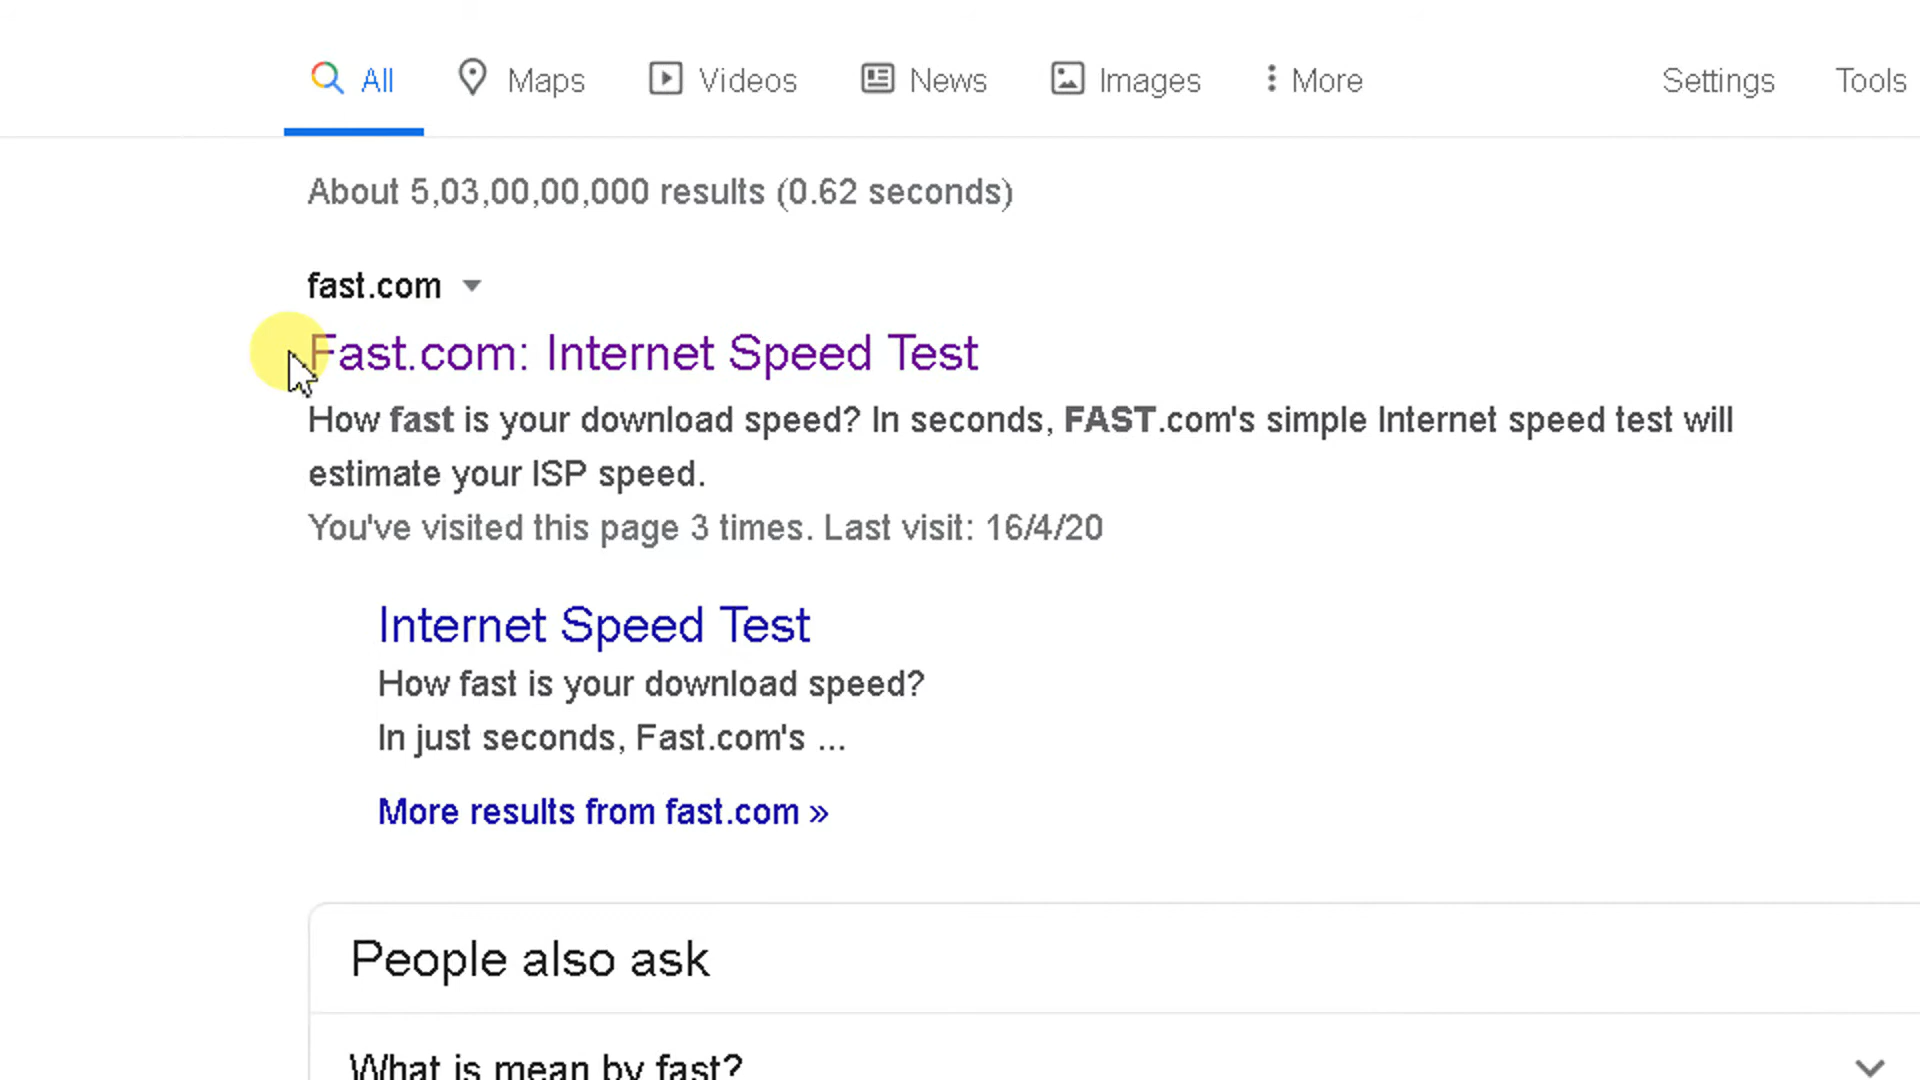 All Maps Videos News Images More Settings Tools
About 5,03,00,00,000 results (0.62 seconds)
fast.com
Fast.com: Internet Speed Test
How fast is your download speed? In seconds, FAST.com's simple Internet speed test will
estimate your ISP speed.
You've visited this page 3 times. Last visit: 16/4/20
Internet Speed Test
How fast is your download speed?
In just seconds, Fast.com's ...
More results from fast.com »
People also ask
What is mean by fast?